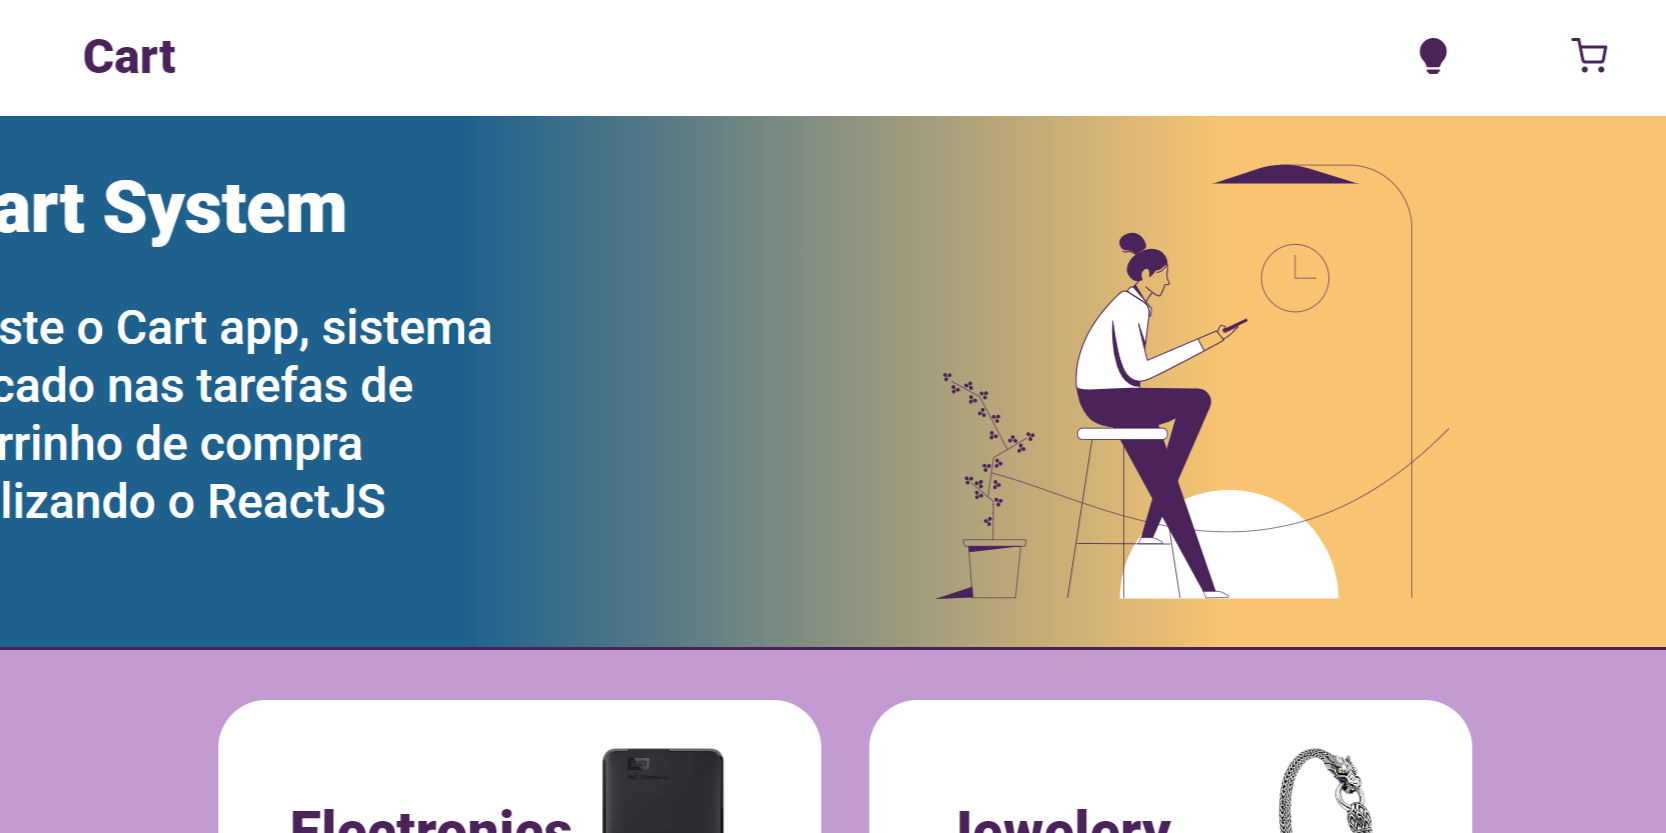 Cart
art System
ste o Cart app, sistema
cado nas tarefas de
rrinho de compra
lizando o ReactJS
Electronics
Jewelery